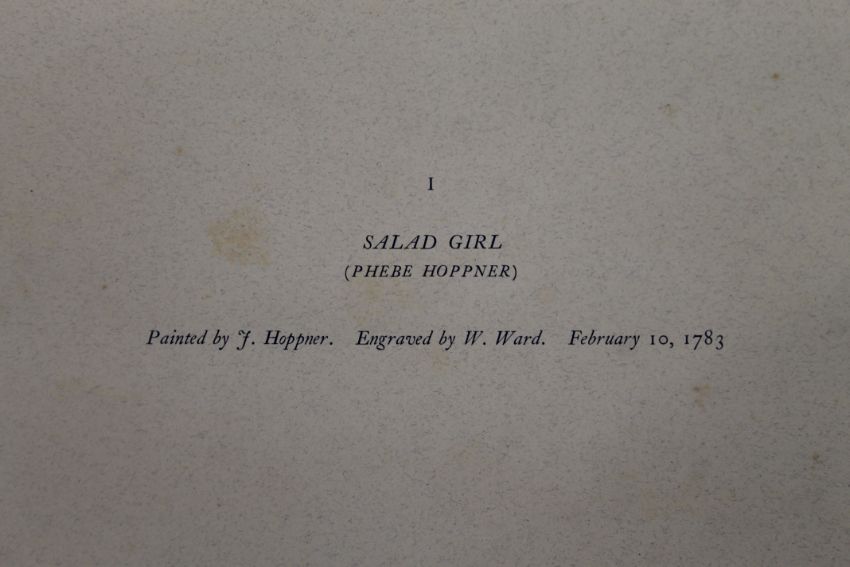 I
SALAD GIRL
(PHEBE HOPPNER)
Painted by J. Hoppner. Engraved by W. Ward. February 10, 1783